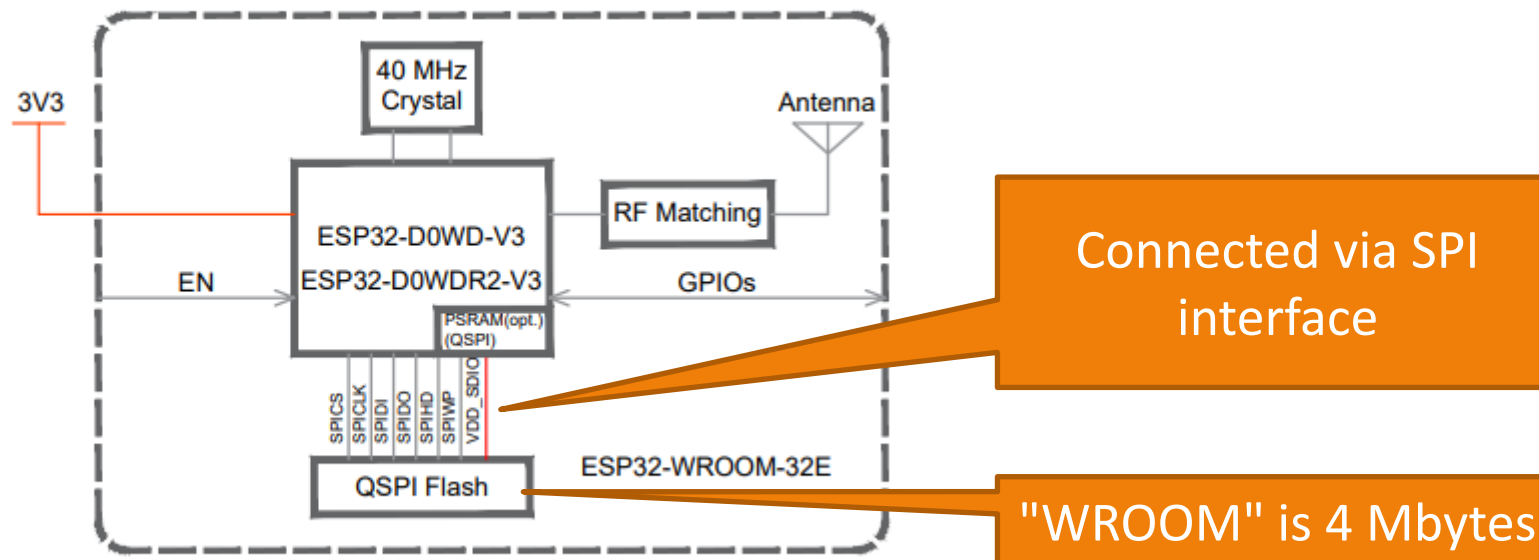 40 MHz
Crystal
3V3
Antenna
RF Matching
ESP32-D0WD-V3
ESP32-D0WDR2-V3
EN
GPIOs
PSRAM(opt.)
(QSPI)
SPICS
SPICLK
SPIDI
SPIDO
SPIHD
SPIWP
VDD_SDIO
QSPI Flash
ESP32-WROOM-32E
Connected via SPI
interface
"WROOM" is 4 Mbytes